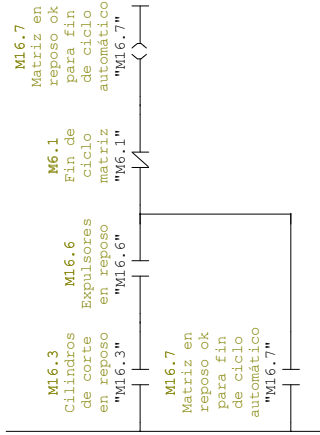 M16.3
Cilindros
de corte
en reposo
"M16.3"
M16.6
Expulsores
en reposo
"M16.6"
M6.1
Fin de
ciclo
matriz
"M6.1"
M16.7
Matriz en
reposo ok
para fin
de ciclo
automático
"M16.7"
M16.7
Matriz en
reposo ok
para fin
de ciclo
automático
"M16.7"